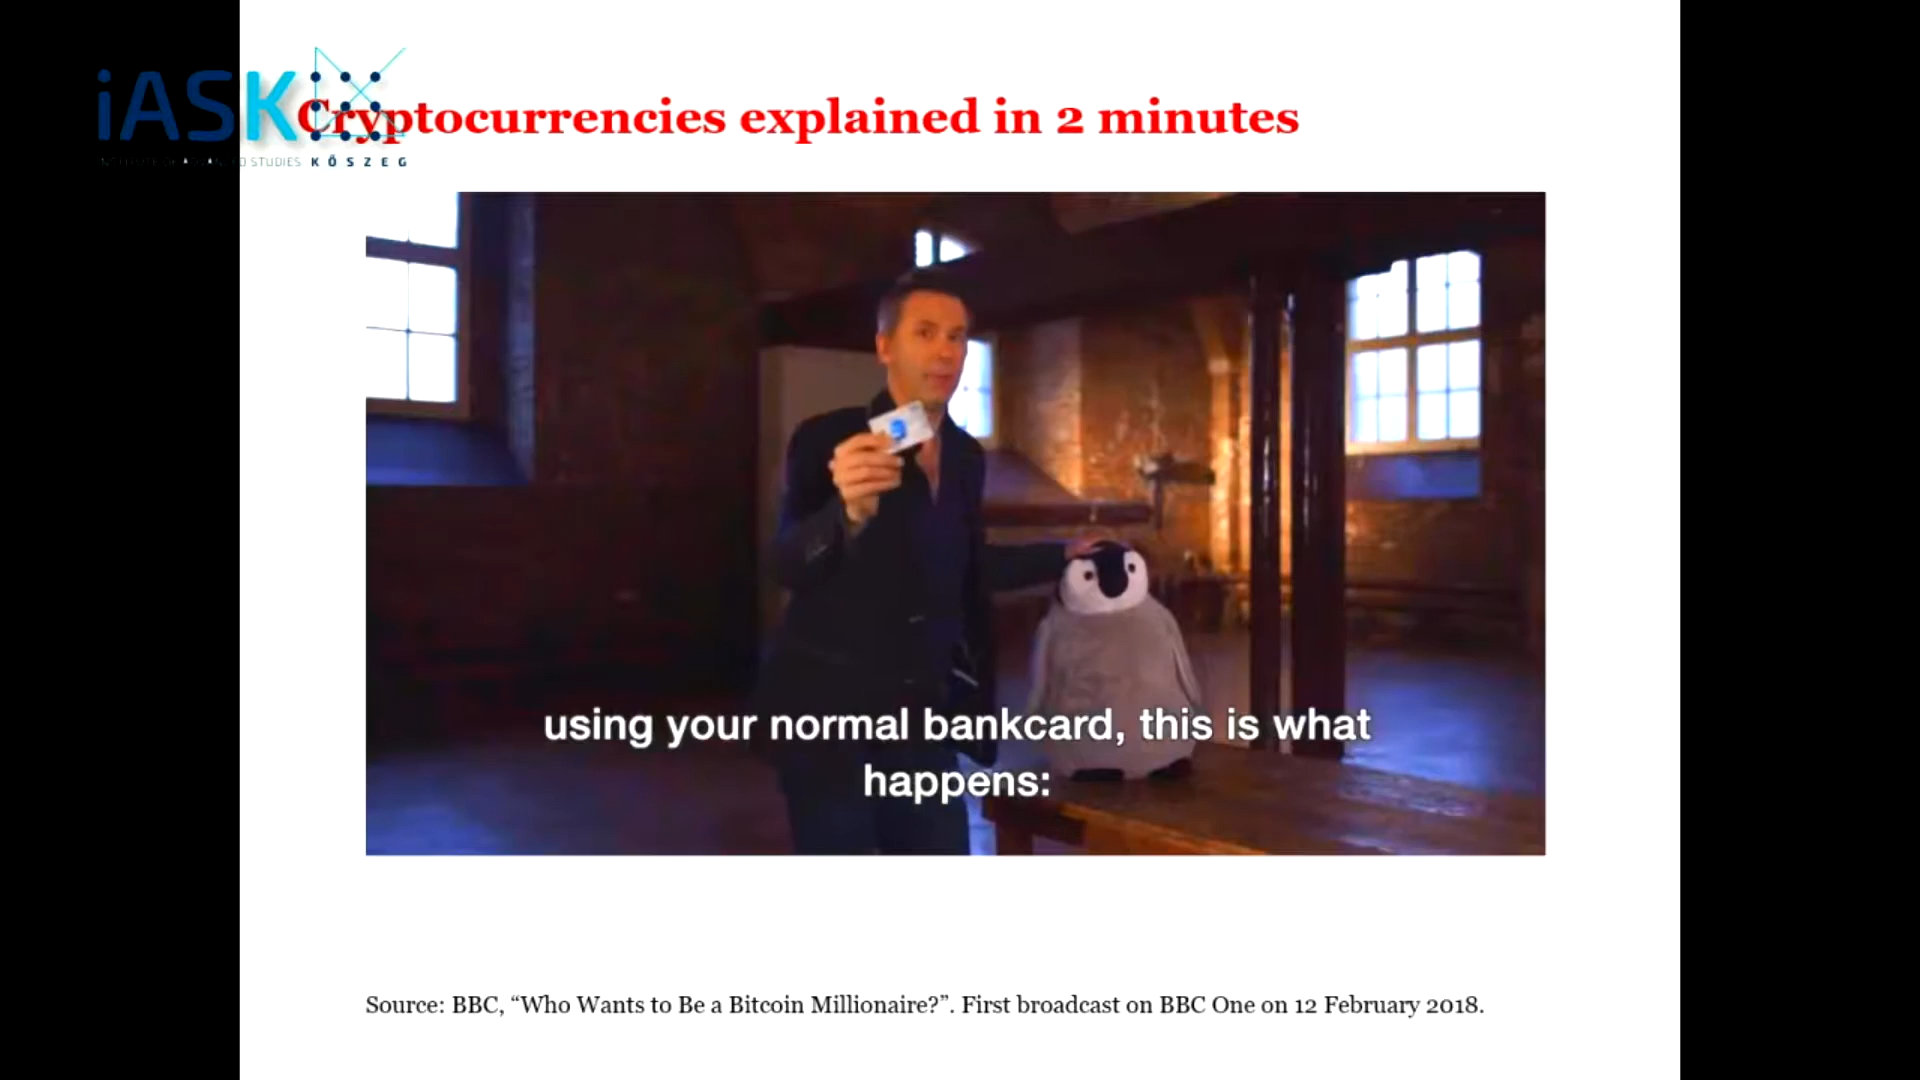 iASK
Cryptocurrencies explained in 2 minutes
STUDIES KŐSZEG
using your normal bankcard, this is what
happens:
Source: BBC, “Who Wants to Be a Bitcoin Millionaire?”. First broadcast on BBC One on 12 February 2018.